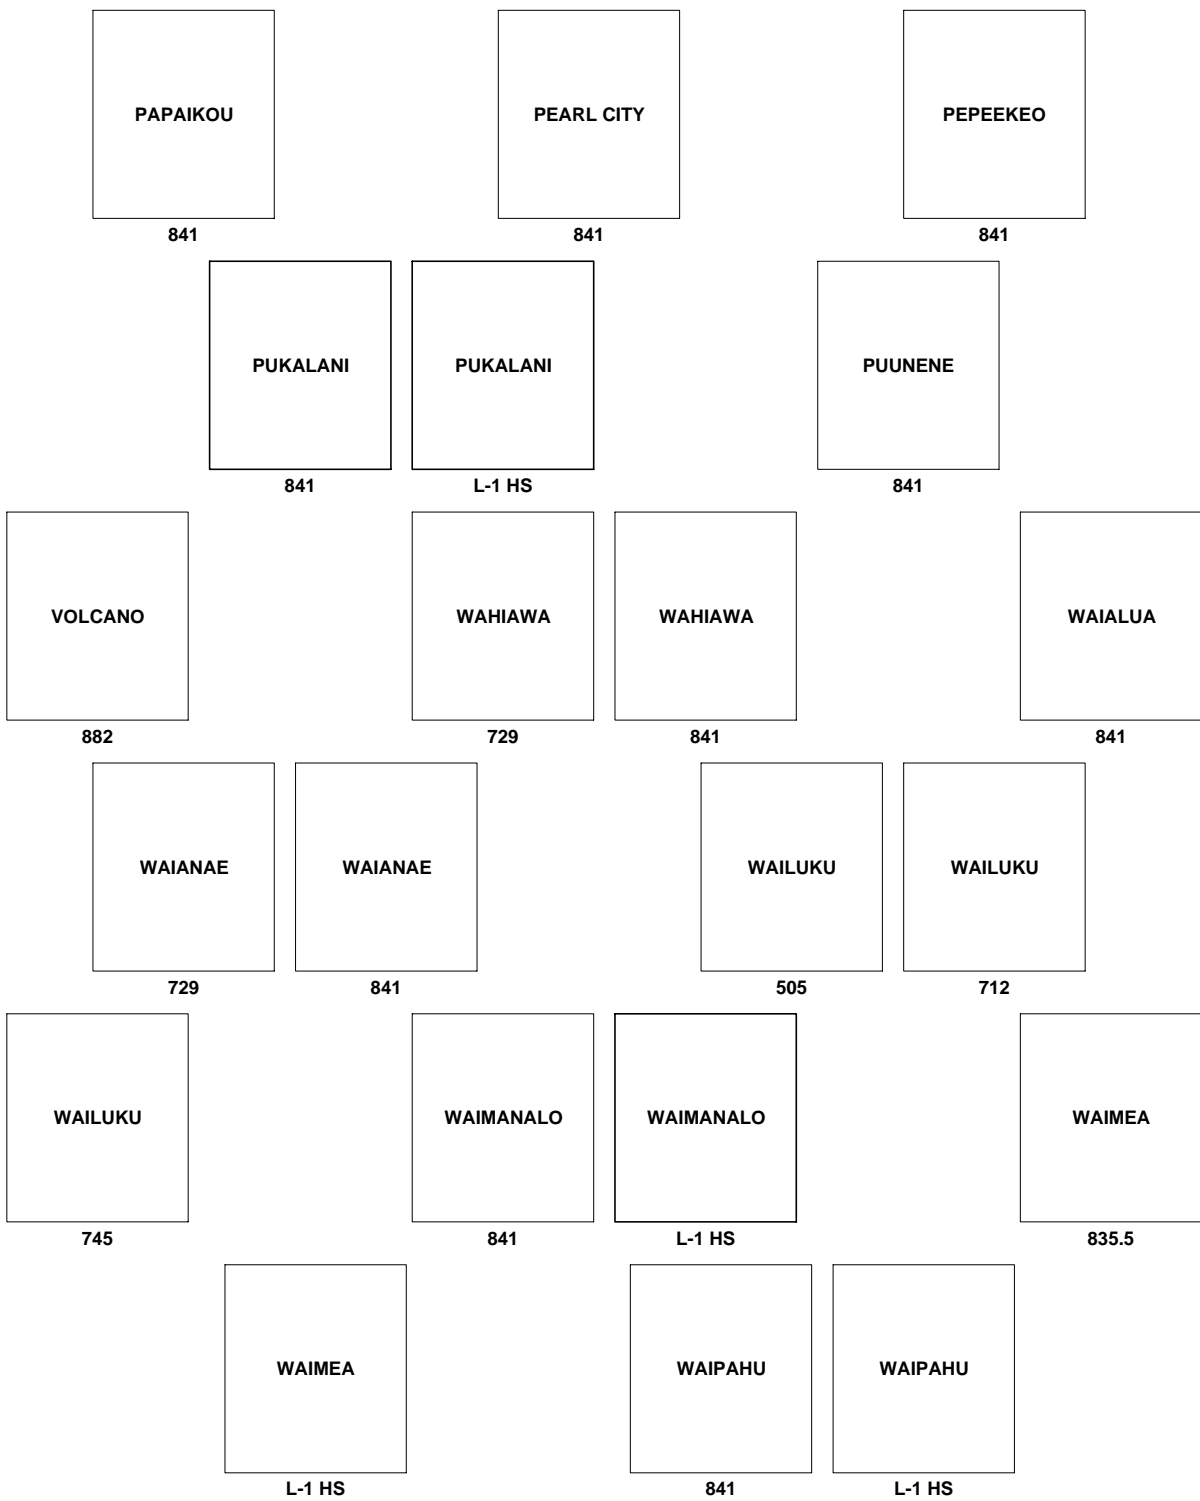 PAPAIKOU PEARL CITY PEPEEKEO
841 841 841
PUKALANI PUKALANI PUUNENE
841 L-1 HS 841
VOLCANO WAHIAWA WAHIAWA WAIALUA
882 729 841 841
WAIANAE WAIANAE WAILUKU WAILUKU
729 841 505 712
WAILUKU WAIMANALO WAIMANALO WAIMEA
745 841 L-1 HS 835.5
WAIMEA WAIPAHU WAIPAHU
L-1 HS 841 L-1 HS